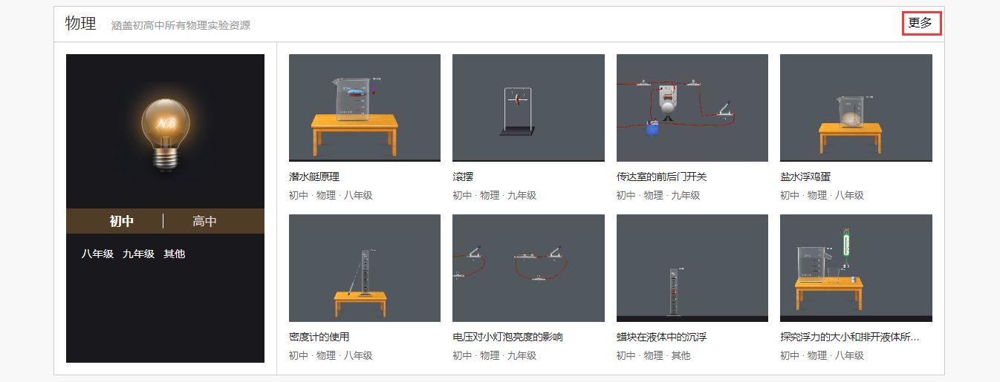 物理 涵盖初高中所有物理实验资源 更多
NB
初中 高中
八年级 九年级 其他
潜水艇原理
初中 · 物理 · 八年级
滚摆
初中 · 物理 · 九年级
传达室的前后门开关
初中 · 物理 · 九年级
盐水浮鸡蛋
初中 · 物理 · 八年级
密度计的使用
初中 · 物理 · 八年级
电压对小灯泡亮度的影响
初中 · 物理 · 九年级
蜡块在液体中的沉浮
初中 · 物理 · 其他
探究浮力的大小和排开液体所...
初中 · 物理 · 八年级